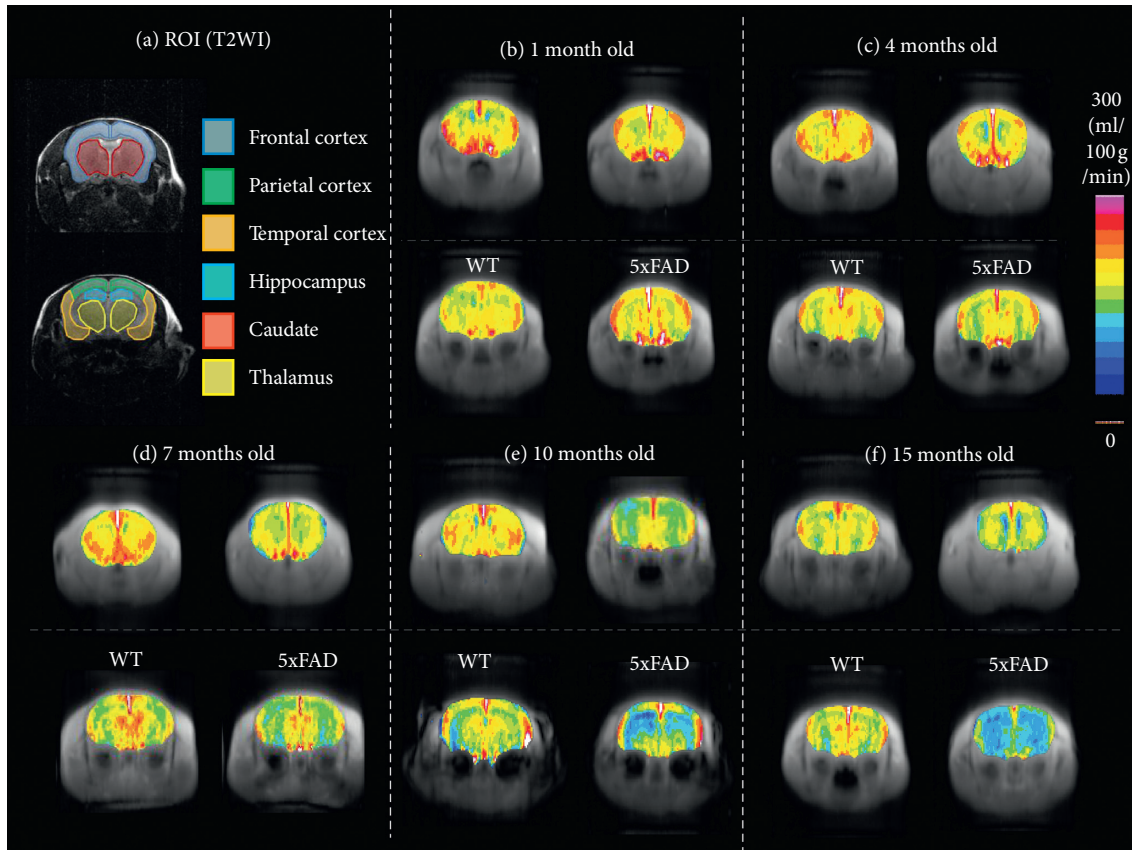 (a) ROI (T2WI)
Frontal cortex
Parietal cortex
Temporal cortex
Hippocampus
Caudate
Thalamus
(b) 1 month old
WT
5xFAD
(c) 4 months old
WT
5xFAD
300
(ml/
100 g
/min)
0
(d) 7 months old
WT
5xFAD
(e) 10 months old
WT
5xFAD
(f) 15 months old
WT
5xFAD